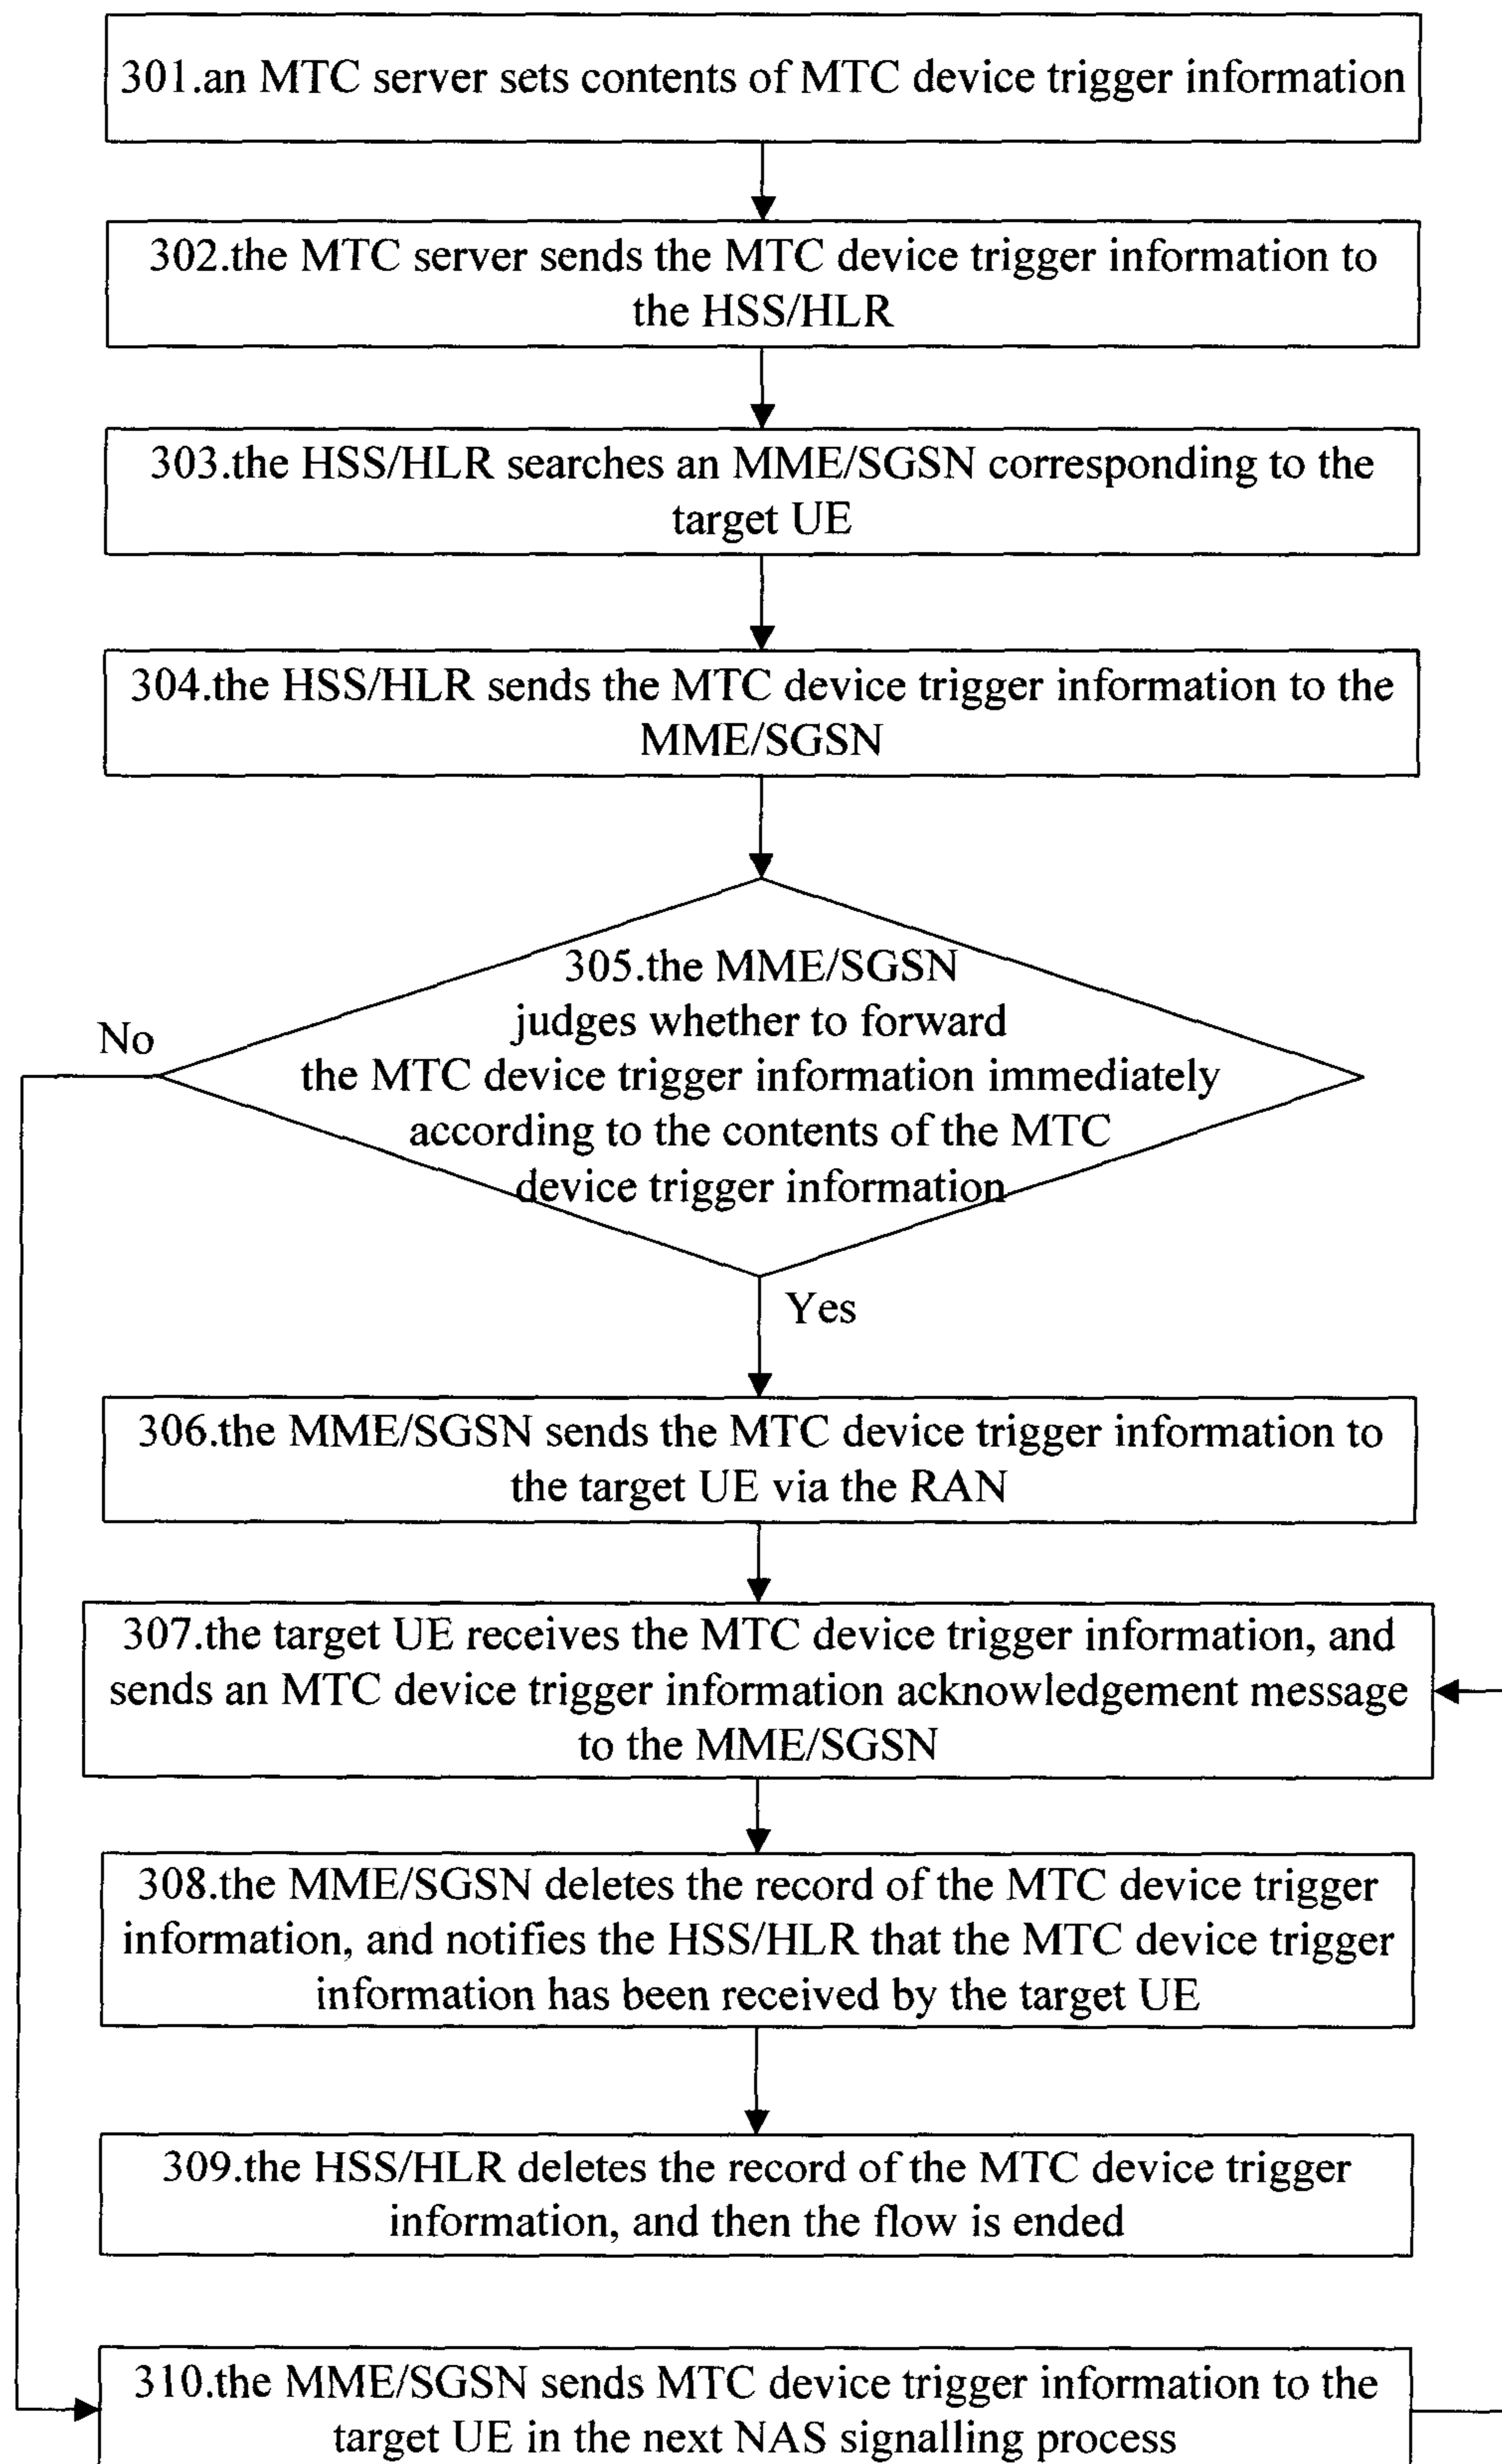 301.an MTC server sets contents of MTC device trigger information
302.the MTC server sends the MTC device trigger information to
the HSS/HLR
303.the HSS/HLR searches an MME/SGSN corresponding to the
target UE
304.the HSS/HLR sends the MTC device trigger information to the
MME/SGSN
305.the MME/SGSN
judges whether to forward
the MTC device trigger information immediately
according to the contents of the MTC
device trigger information
No
Yes
306.the MME/SGSN sends the MTC device trigger information to
the target UE via the RAN
307.the target UE receives the MTC device trigger information, and
sends an MTC device trigger information acknowledgement message
to the MME/SGSN
308.the MME/SGSN deletes the record of the MTC device trigger
information, and notifies the HSS/HLR that the MTC device trigger
information has been received by the target UE
309.the HSS/HLR deletes the record of the MTC device trigger
information, and then the flow is ended
310.the MME/SGSN sends MTC device trigger information to the
target UE in the next NAS signalling process